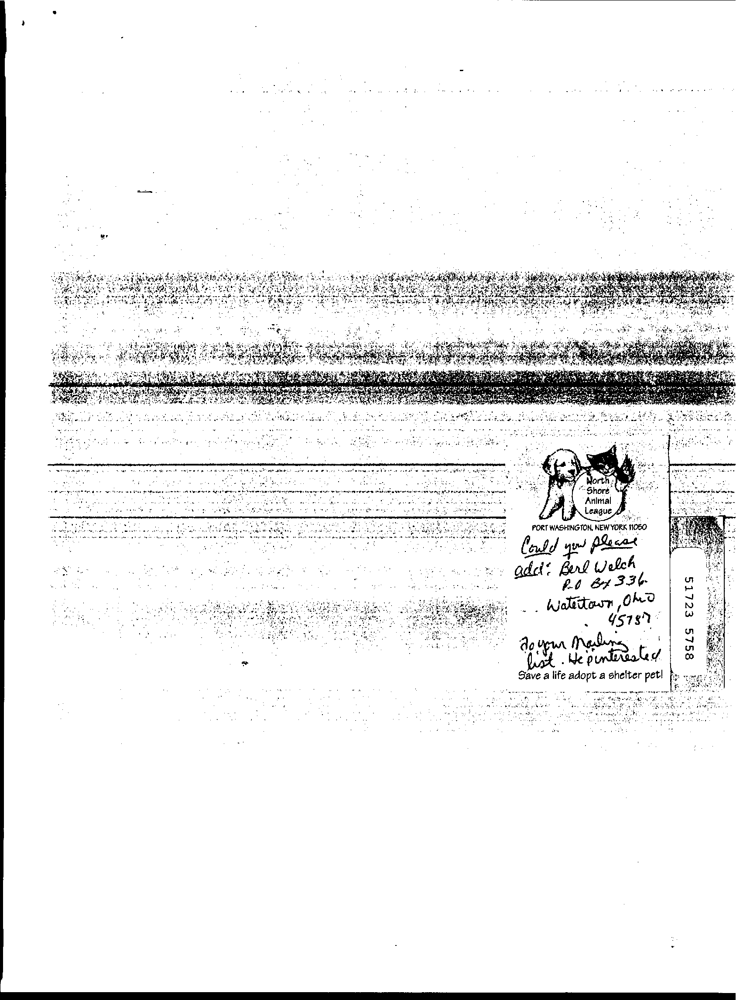 North
Shore
Animal
League
PORT WASHINGTON, NEW YORK 11050
Could you please
add: Berl Welch
P.O Bx 336
Watertown, Ohio
45787
To your Mailing
list. He's interested
Save a life adopt a shelter pet!
51723 5758